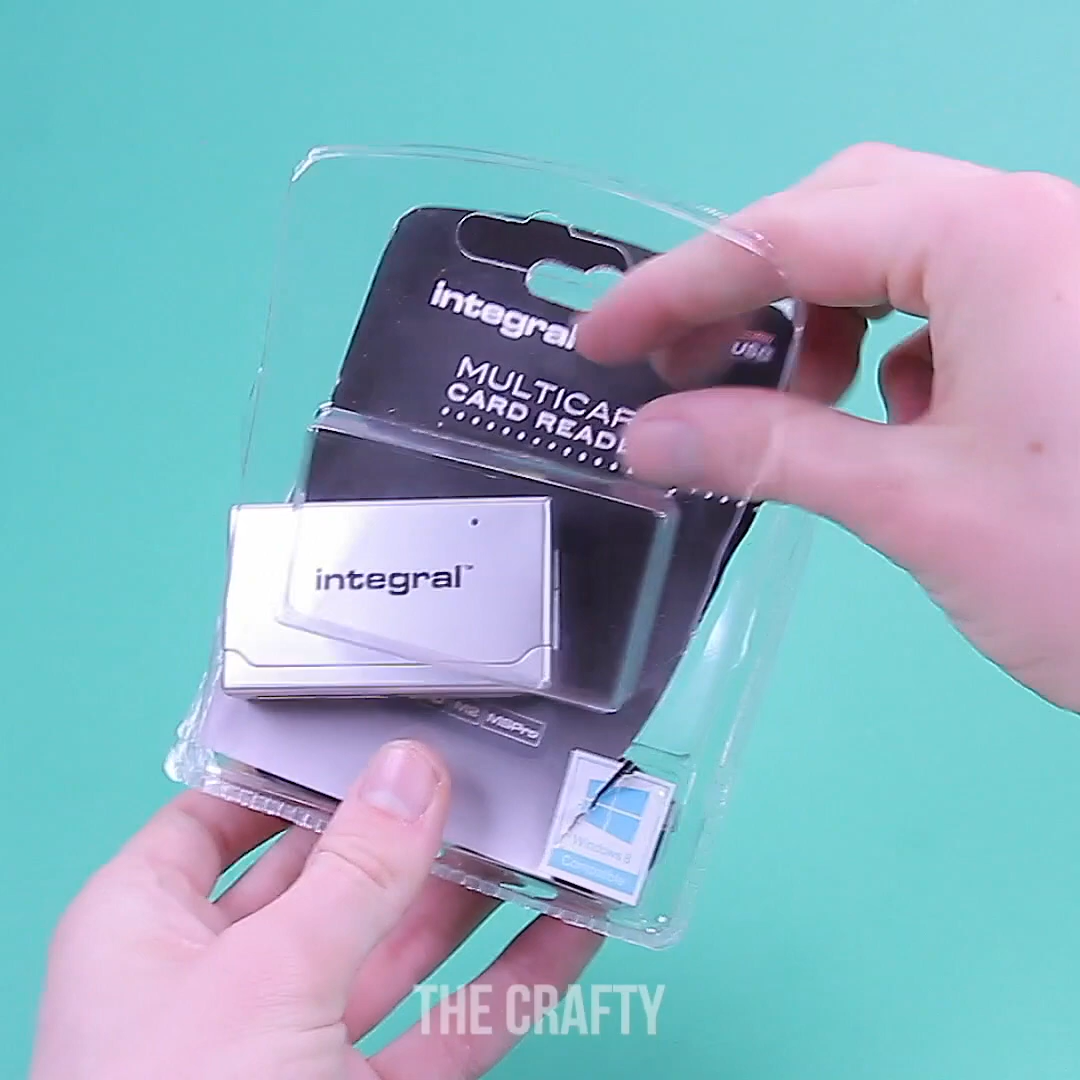 integral
USB
MULTICAR
CARD READE
integral™
M2 MSPro
Windows 8
Compatible
THE CRAFTY